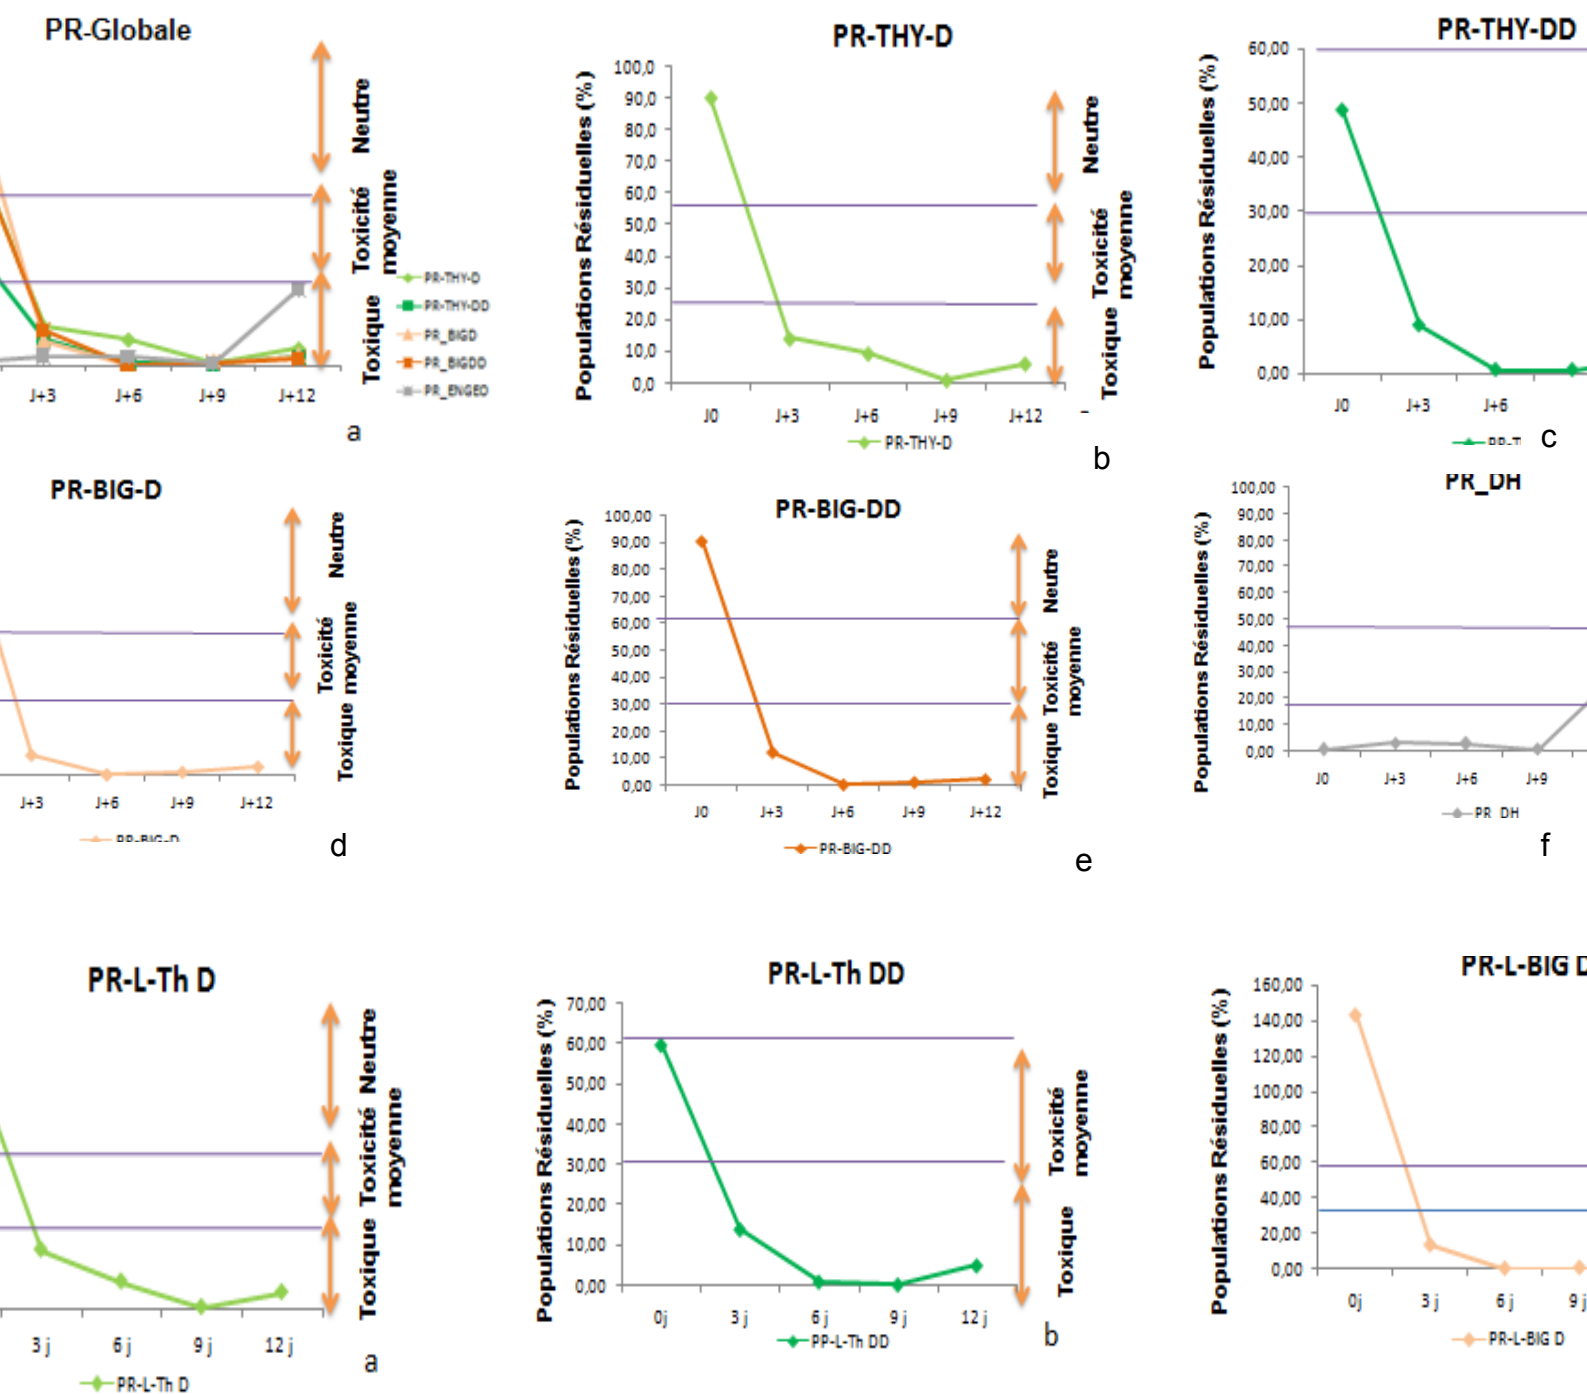 PR-Globale
Neutre
Toxicité
moyenne
Toxique
PR-THY-D
PR-THY-DD
PR_BIGD
PR_BIGDD
PR_ENGEO
J+3 J+6 J+9 J+12
a
PR-THY-D
Populations Résiduelles (%)
100,0
90,0
80,0
70,0
60,0
50,0
40,0
30,0
20,0
10,0
0,0
J0 J+3 J+6 J+9 J+12
PR-THY-D
Neutre
Toxicité
moyenne
Toxique
b
PR-THY-DD
Populations Résiduelles (%)
60,00
50,00
40,00
30,00
20,00
10,00
0,00
J0 J+3 J+6
c
PR-BIG-D
Neutre
Toxicité
moyenne
Toxique
J+3 J+6 J+9 J+12
PR-BIG-D
d
PR-BIG-DD
Populations Résiduelles (%)
100,00
90,00
80,00
70,00
60,00
50,00
40,00
30,00
20,00
10,00
0,00
J0 J+3 J+6 J+9 J+12
PR-BIG-DD
Neutre
Toxicité
moyenne
Toxique
e
PR_DH
Populations Résiduelles (%)
100,00
90,00
80,00
70,00
60,00
50,00
40,00
30,00
20,00
10,00
0,00
J0 J+3 J+6 J+9
PR_DH
f
PR-L-Th D
Neutre
Toxicité
moyenne
Toxique
3 j 6 j 9 j 12 j
PR-L-Th D
a
PR-L-Th DD
Populations Résiduelles (%)
70,00
60,00
50,00
40,00
30,00
20,00
10,00
0,00
0j 3 j 6 j 9 j 12 j
PP-L-Th DD
Toxicité
moyenne
Toxique
b
PR-L-BIG D
Populations Résiduelles (%)
160,00
140,00
120,00
100,00
80,00
60,00
40,00
20,00
0,00
0j 3 j 6 j 9 j
PR-L-BIG D